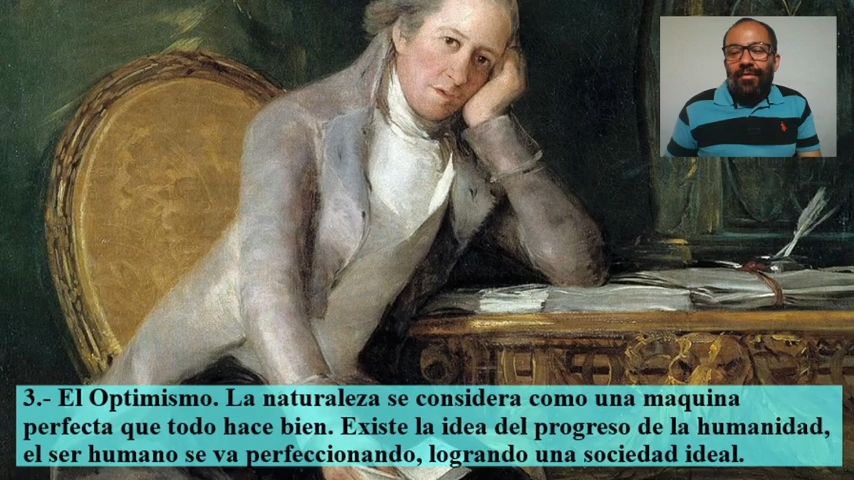 3.- El Optimismo. La naturaleza se considera como una maquina
perfecta que todo hace bien. Existe la idea del progreso de la humanidad,
el ser humano se va perfeccionando, logrando una sociedad ideal.